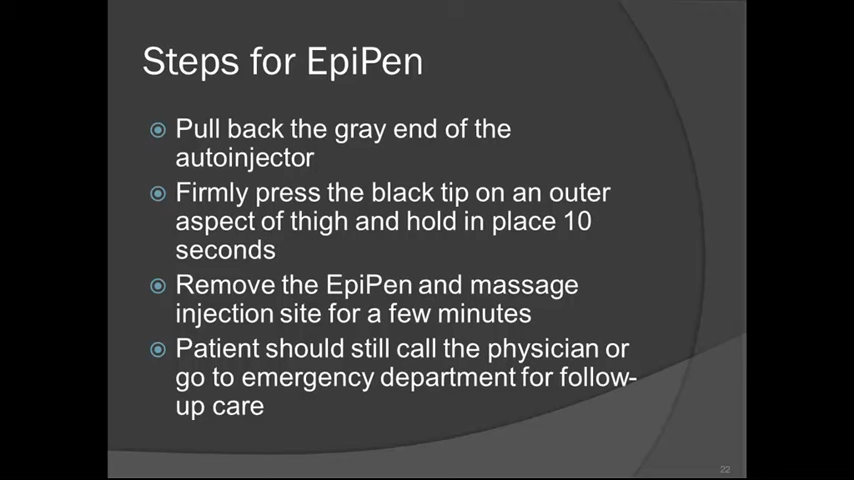 Steps for EpiPen
Pull back the gray end of the
autoinjector
Firmly press the black tip on an outer
aspect of thigh and hold in place 10
seconds
Remove the EpiPen and massage
injection site for a few minutes
Patient should still call the physician or
go to emergency department for follow-
up care
22